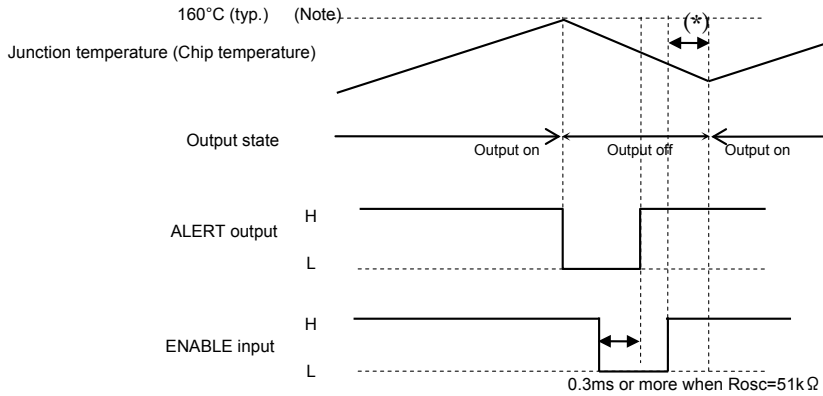 160°C (typ.) (Note)
(*)
Junction temperature (Chip temperature)
Output state
Output on
Output off
Output on
H
ALERT output
L
H
ENABLE input
L
0.3ms or more when Rosc=51kΩ